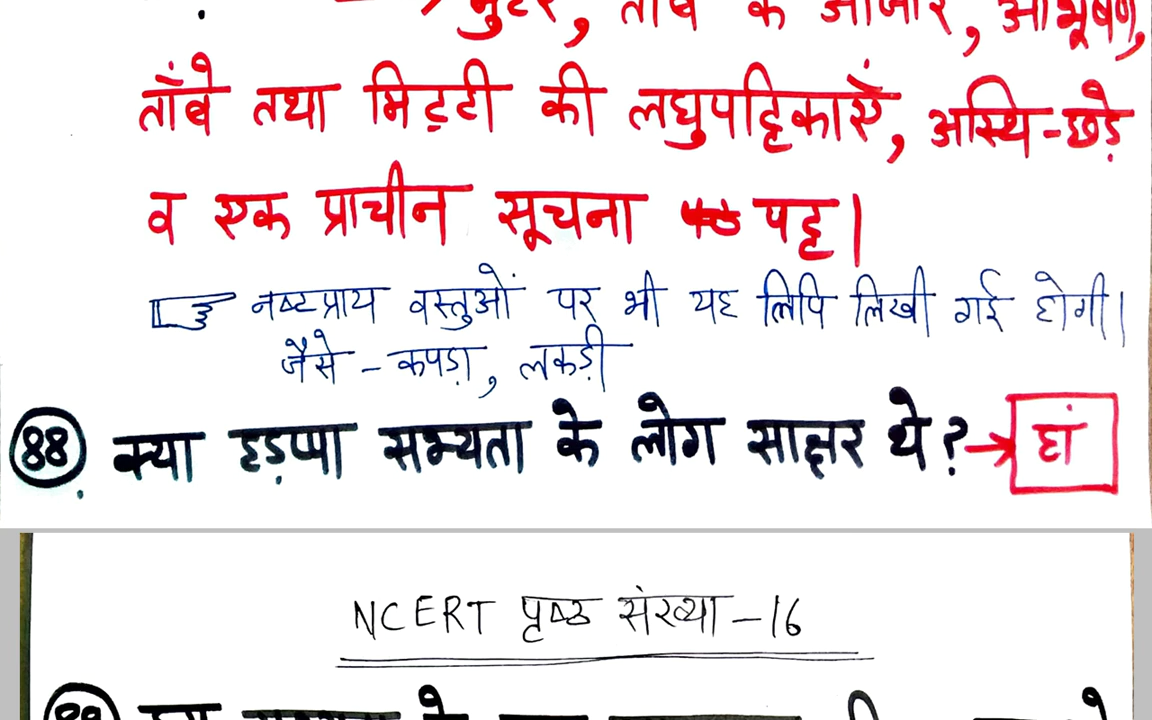 मुहर, ताँबे के औजार, आभूषण,
ताँबे तथा मिट्टी की लघुपट्टिकाएँ, अस्थि-छड़े
व एक प्राचीन सूचना पट्ट।
नष्टप्राय वस्तुओं पर भी यह लिपि लिखी गई होगी।
जैसे - कपड़ा, लकड़ी
88 क्या हड़प्पा सभ्यता के लोग साक्षर थे? → हां
NCERT पृष्ठ संख्या - 16